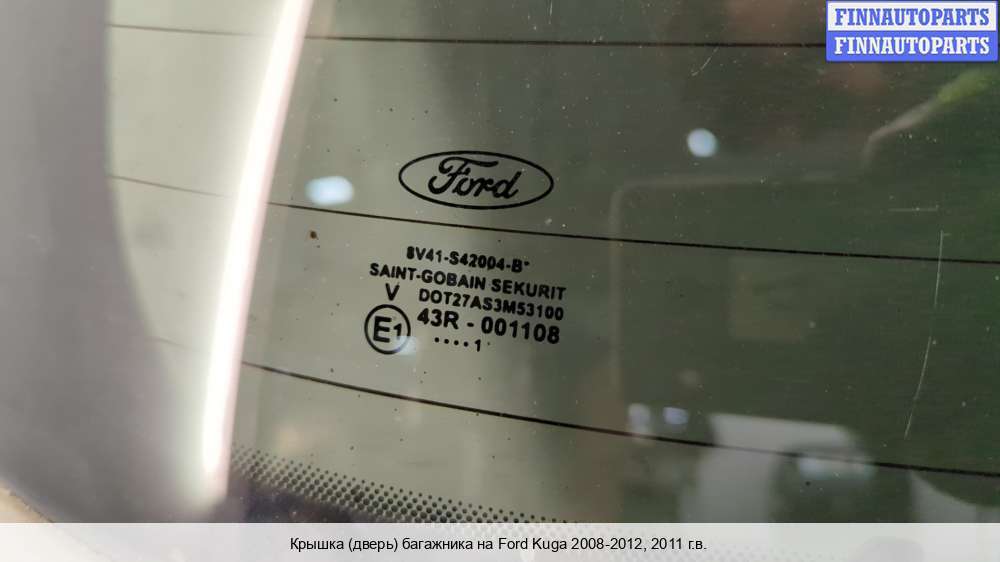 FINNAUTOPARTS
FINNAUTOPARTS
Ford
8V41-S42004-B*
SAINT-GOBAIN SEKURIT
V DOT27AS3M53100
E1 43R - 001108
....1
Крышка (дверь) багажника на Ford Kuga 2008-2012, 2011 г.в.